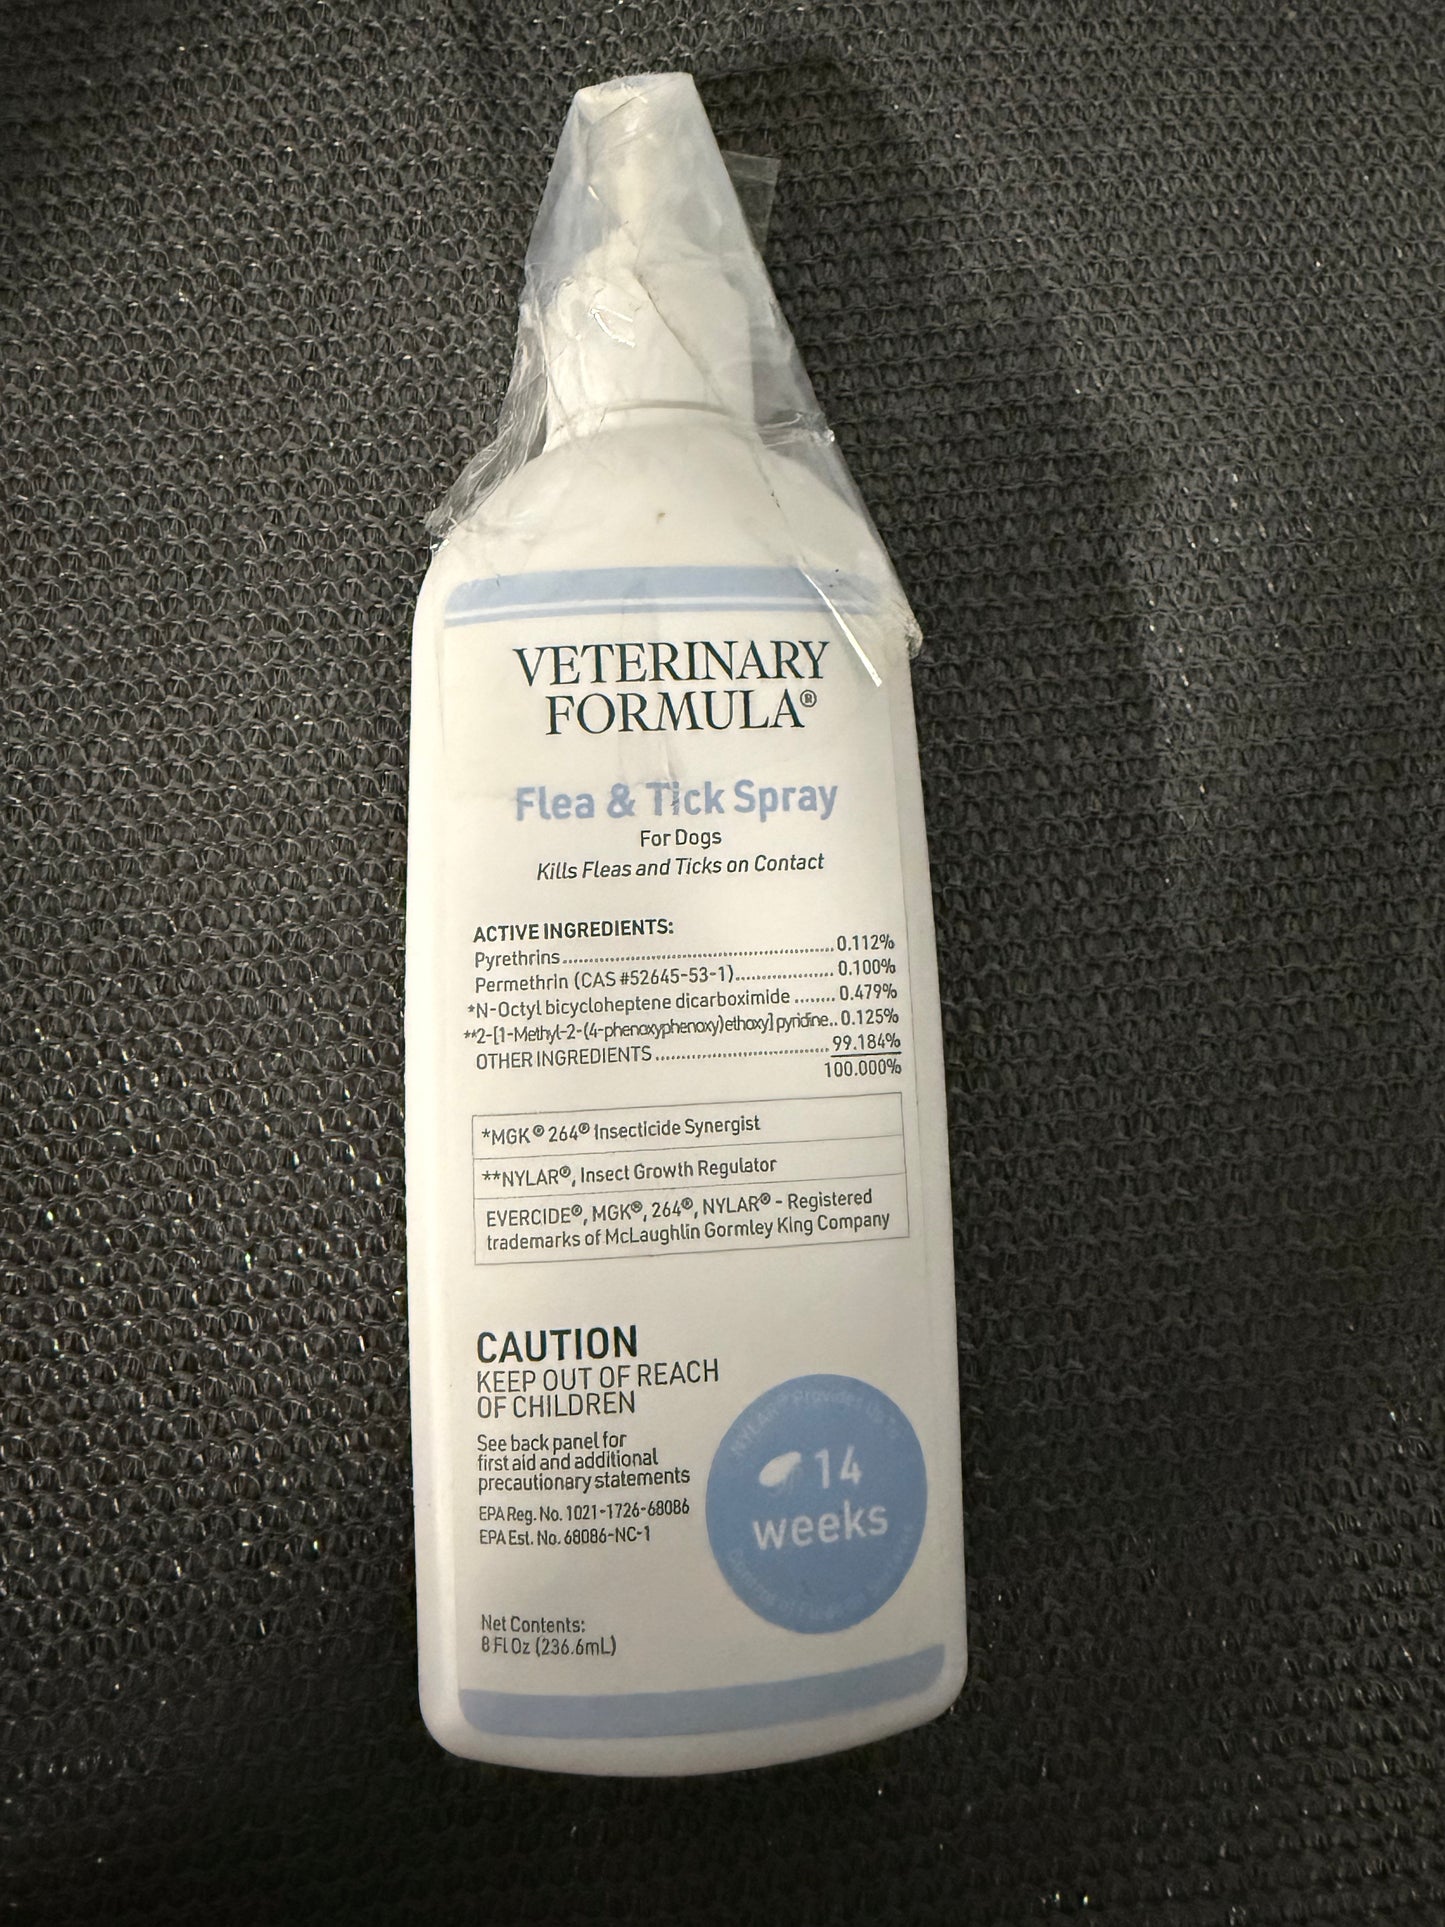 VETERINARY
FORMULA®
Flea & Tick Spray
For Dogs
Kills Fleas and Ticks on Contact
ACTIVE INGREDIENTS:
Pyrethrins..........0.112%
Permethrin (CAS #52645-53-1)..........0.100%
*N-Octyl bicycloheptene dicarboximide ........ 0.479%
**2-[1-Methyl-2-(4-phenoxyphenoxy)ethoxy] pyridine.. 0.125%
OTHER INGREDIENTS ..........99.184%
100.000%
*MGK® 264® Insecticide Synergist
**NYLAR®, Insect Growth Regulator
EVERCIDE®, MGK®, 264®, NYLAR® - Registered
trademarks of McLaughlin Gormley King Company
CAUTION
KEEP OUT OF REACH
OF CHILDREN
See back panel for
first aid and additional
precautionary statements
EPA Reg. No. 1021-1726-68086
EPA Est. No. 68086-NC-1
NYLAR® Provides Up To
14
weeks
Net Contents:
8 Fl Oz (236.6mL)